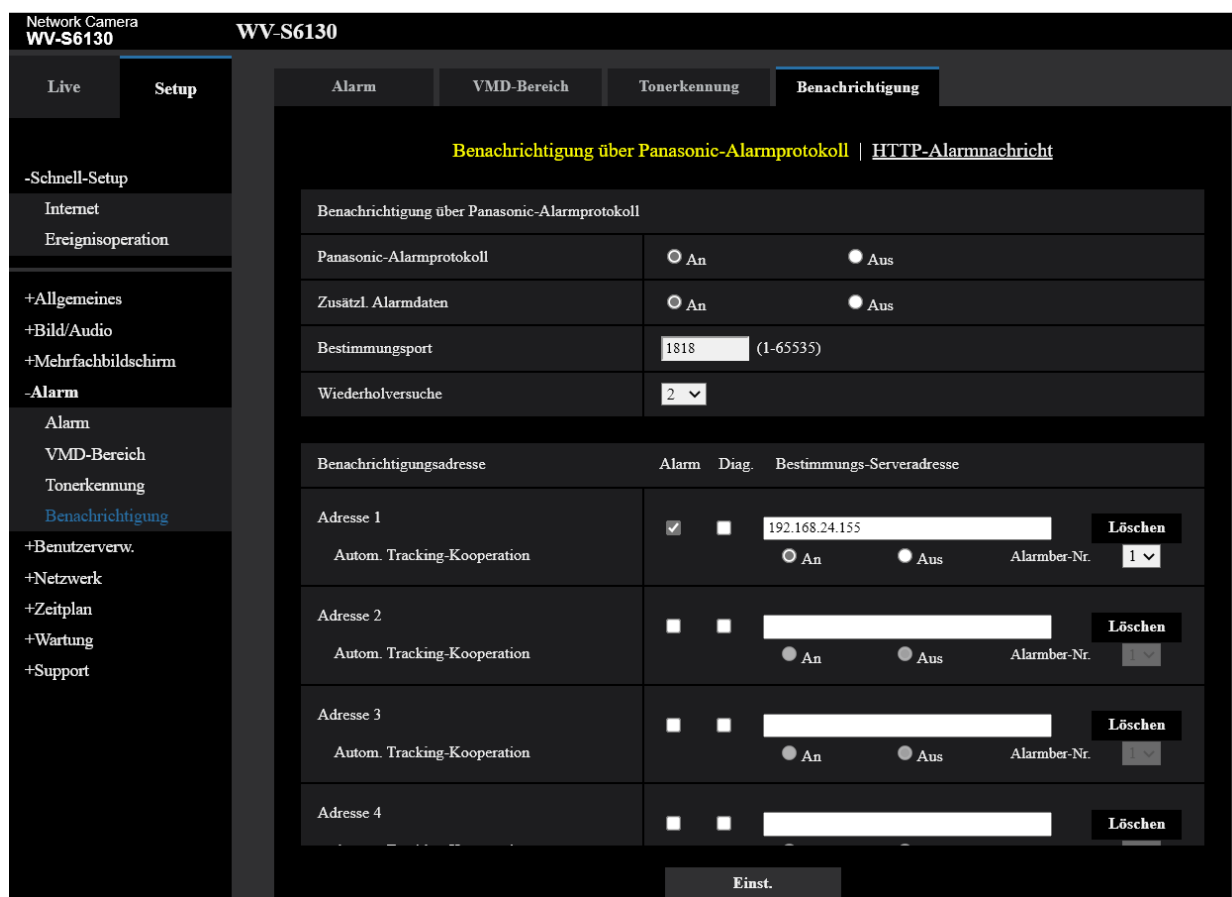 Network Camera
WV-S6130
WV-S6130
Live
Setup
-Schnell-Setup
Internet
Ereignisoperation
+Allgemeines
+Bild/Audio
+Mehrfachbildschirm
-Alarm
Alarm
VMD-Bereich
Tonerkennung
Benachrichtigung
+Benutzerverw.
+Netzwerk
+Zeitplan
+Wartung
+Support
Alarm VMD-Bereich Tonerkennung Benachrichtigung
Benachrichtigung über Panasonic-Alarmprotokoll | HTTP-Alarmnachricht
Benachrichtigung über Panasonic-Alarmprotokoll
Panasonic-Alarmprotokoll An Aus
Zusätzl. Alarmdaten An Aus
Bestimmungsport 1818 (1-65535)
Wiederholversuche 2
Benachrichtigungsadresse Alarm Diag. Bestimmungs-Serveradresse
Adresse 1 192.168.24.155 Löschen
Autom. Tracking-Kooperation An Aus Alarmber-Nr. 1
Adresse 2 Löschen
Autom. Tracking-Kooperation An Aus Alarmber-Nr. 1
Adresse 3 Löschen
Autom. Tracking-Kooperation An Aus Alarmber-Nr. 1
Adresse 4 Löschen
Einst.